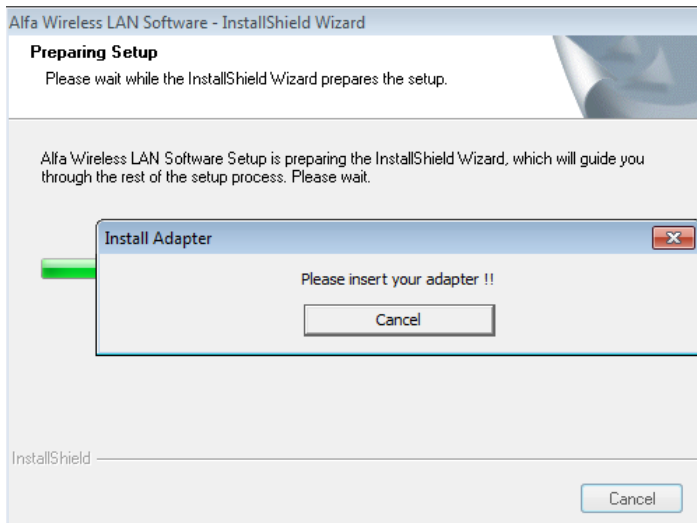 Alfa Wireless LAN Software - InstallShield Wizard
Preparing Setup
Please wait while the InstallShield Wizard prepares the setup.
Alfa Wireless LAN Software Setup is preparing the InstallShield Wizard, which will guide you
through the rest of the setup process. Please wait.
Install Adapter
Please insert your adapter !!
Cancel
InstallShield
Cancel